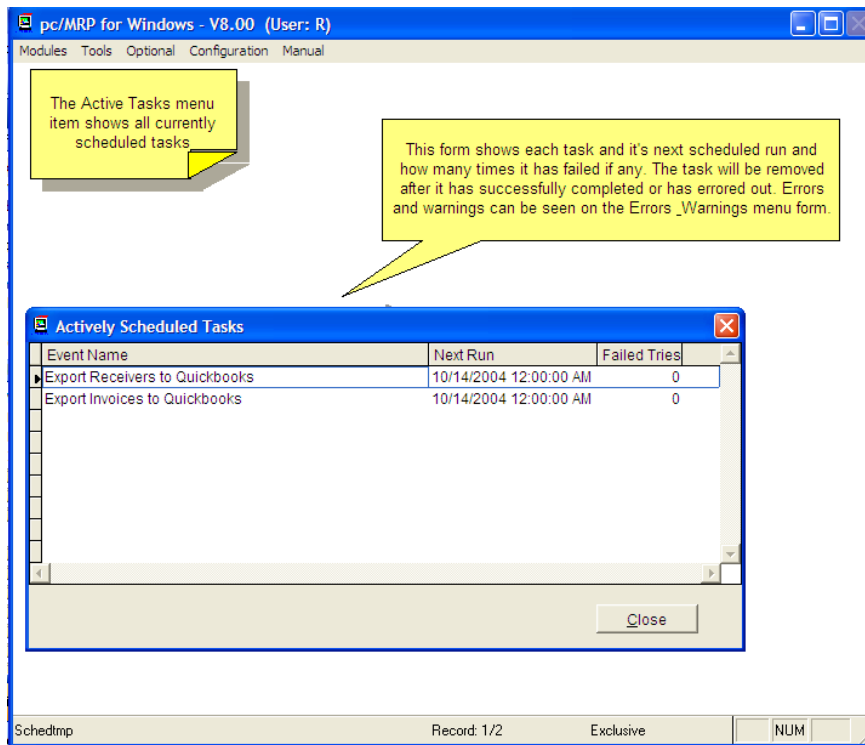 pc/MRP for Windows - V8.00 (User: R)
Modules Tools Optional Configuration Manual
The Active Tasks menu
item shows all currently
scheduled tasks
This form shows each task and it's next scheduled run and
how many times it has failed if any. The task will be removed
after it has successfully completed or has errored out. Errors
and warnings can be seen on the Errors _Warnings menu form.
Actively Scheduled Tasks
Event Name Next Run Failed Tries
Export Receivers to Quickbooks 10/14/2004 12:00:00 AM 0
Export Invoices to Quickbooks 10/14/2004 12:00:00 AM 0
Close
Schedtmp Record: 1/2 Exclusive NUM